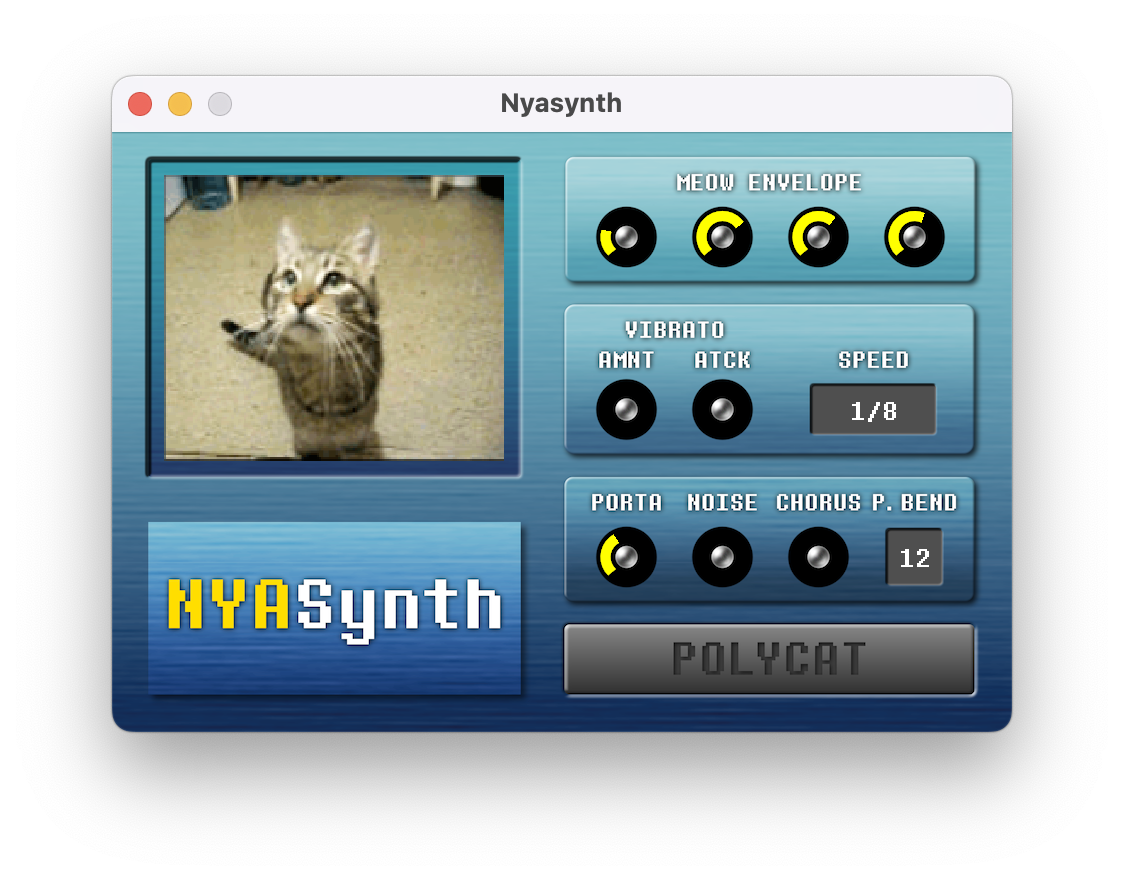 Nyasynth
MEOW ENVELOPE
VIBRATO
AMNT ATCK SPEED
1/8
PORTA NOISE CHORUS P.BEND
12
NYASynth
POLYCAT